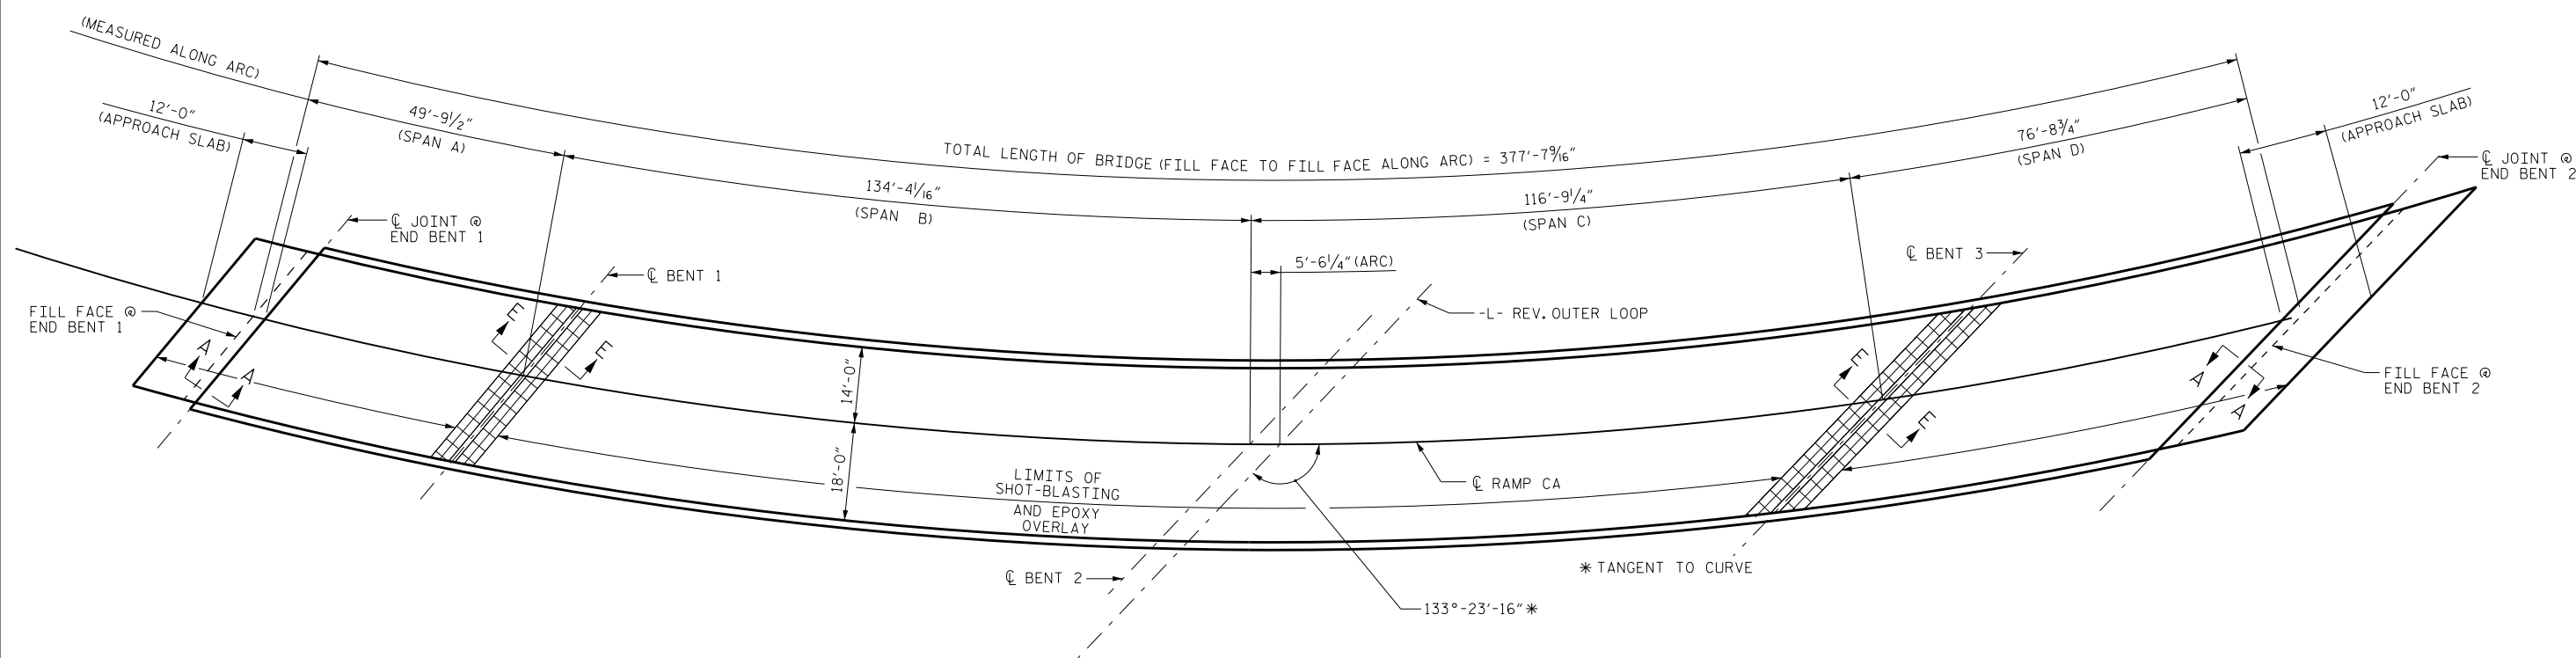 (MEASURED ALONG ARC)
12'-0"
(APPROACH SLAB)
49'-9½"
(SPAN A)
TOTAL LENGTH OF BRIDGE (FILL FACE TO FILL FACE ALONG ARC) = 377'-7 9/16"
134'-4 1/16"
(SPAN B)
116'-9¼"
(SPAN C)
76'-8¾"
(SPAN D)
12'-0"
(APPROACH SLAB)
℄ JOINT @
END BENT 2
℄ JOINT @
END BENT 1
℄ BENT 1
5'-6¼" (ARC)
℄ BENT 3
-L- REV. OUTER LOOP
FILL FACE @
END BENT 1
E
E
A
A
14'-0"
18'-0"
E
E
A
A
FILL FACE @
END BENT 2
LIMITS OF
SHOT-BLASTING
AND EPOXY
OVERLAY
℄ RAMP CA
℄ BENT 2
✳ TANGENT TO CURVE
133°-23'-16" ✳